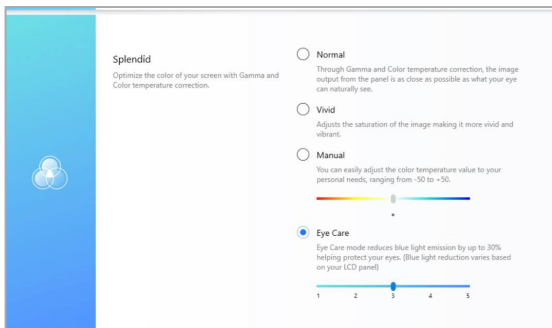 Splendid
Optimize the color of your screen with Gamma and
Color temperature correction.
Normal
Through Gamma and Color temperature correction, the image
output from the panel is as close as possible as what your eye
can naturally see.
Vivid
Adjusts the saturation of the image making it more vivid and
vibrant.
Manual
You can easily adjust the color temperature value to your
personal needs, ranging from -50 to +50.
Eye Care
Eye Care mode reduces blue light emission by up to 30%
helping protect your eyes. (Blue light reduction varies based
on your LCD panel)
1 2 3 4 5